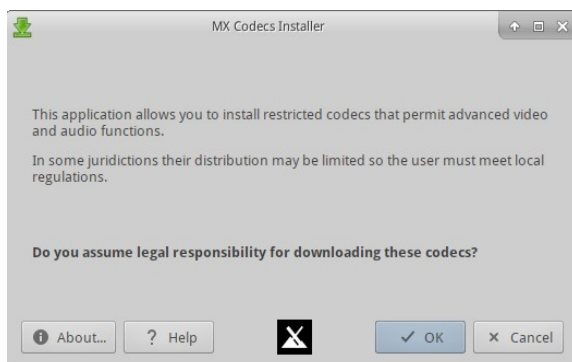 MX Codecs Installer
This application allows you to install restricted codecs that permit advanced video
and audio functions.
In some juridictions their distribution may be limited so the user must meet local
regulations.
Do you assume legal responsibility for downloading these codecs?
About... ? Help OK Cancel